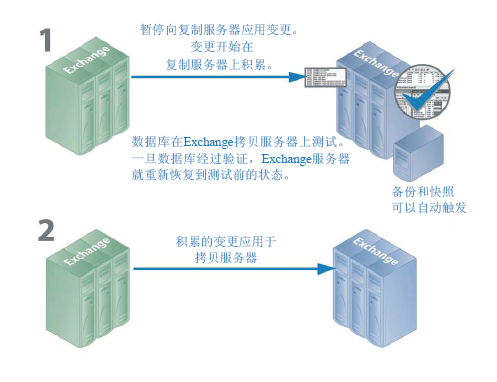 1
Exchange
暂停向复制服务器应用变更。
变更开始在
复制服务器上积累。
Exchange
数据库在Exchange拷贝服务器上测试。
一旦数据库经过验证，Exchange服务器
就重新恢复到测试前的状态。
备份和快照
可以自动触发
2
Exchange
积累的变更应用于
拷贝服务器
Exchange